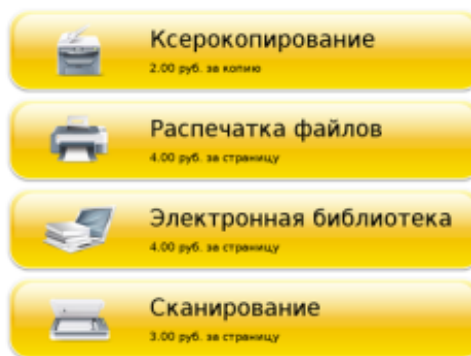 Ксерокопирование
2.00 руб. за копию
Распечатка файлов
4.00 руб. за страницу
Электронная библиотека
4.00 руб. за страницу
Сканирование
3.00 руб. за страницу